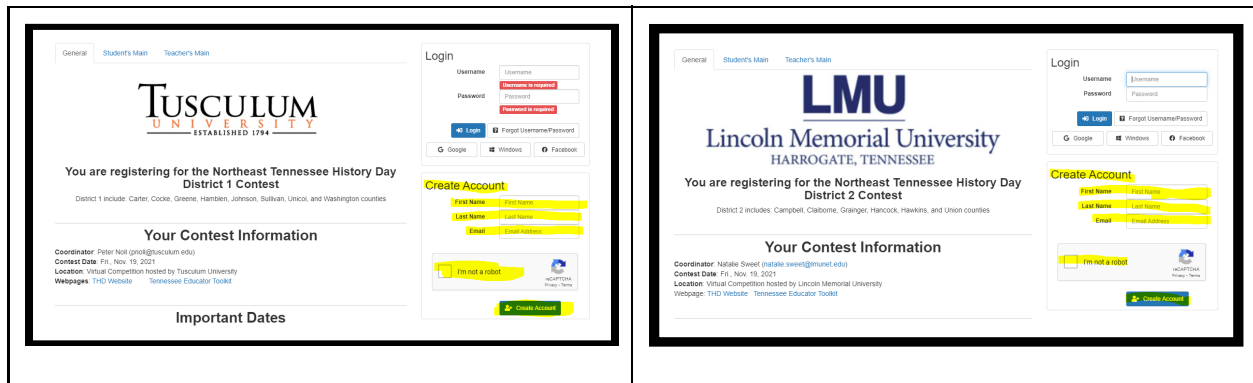 General Student's Main Teacher's Main
TUSCULUM
UNIVERSITY
ESTABLISHED 1794
You are registering for the Northeast Tennessee History Day
District 1 Contest
District 1 include: Carter, Cocke, Greene, Hamblen, Johnson, Sullivan, Unicoi, and Washington counties
Your Contest Information
Coordinator: Peter Noll (pnoll@tusculum.edu)
Contest Date: Fri., Nov. 19, 2021
Location: Virtual Competition hosted by Tusculum University
Webpages: THD Website Tennessee Educator Toolkit
Important Dates
Login
Username Username
Username is required
Password Password
Password is required
Login Forgot Username/Password
Google Windows Facebook
Create Account
First Name First Name
Last Name Last Name
Email Email Address
I'm not a robot
reCAPTCHA
Privacy - Terms
Create Account
General Student's Main Teacher's Main
LMU
Lincoln Memorial University
HARROGATE, TENNESSEE
You are registering for the Northeast Tennessee History Day
District 2 Contest
District 2 includes: Campbell, Claiborne, Grainger, Hancock, Hawkins, and Union counties
Your Contest Information
Coordinator: Natalie Sweet (natalie.sweet@lmunet.edu)
Contest Date: Fri., Nov. 19, 2021
Location: Virtual Competition hosted by Lincoln Memorial University
Webpage: THD Website Tennessee Educator Toolkit
Login
Username Username
Password Password
Login Forgot Username/Password
Google Windows Facebook
Create Account
First Name First Name
Last Name Last Name
Email Email Address
I'm not a robot
reCAPTCHA
Privacy - Terms
Create Account